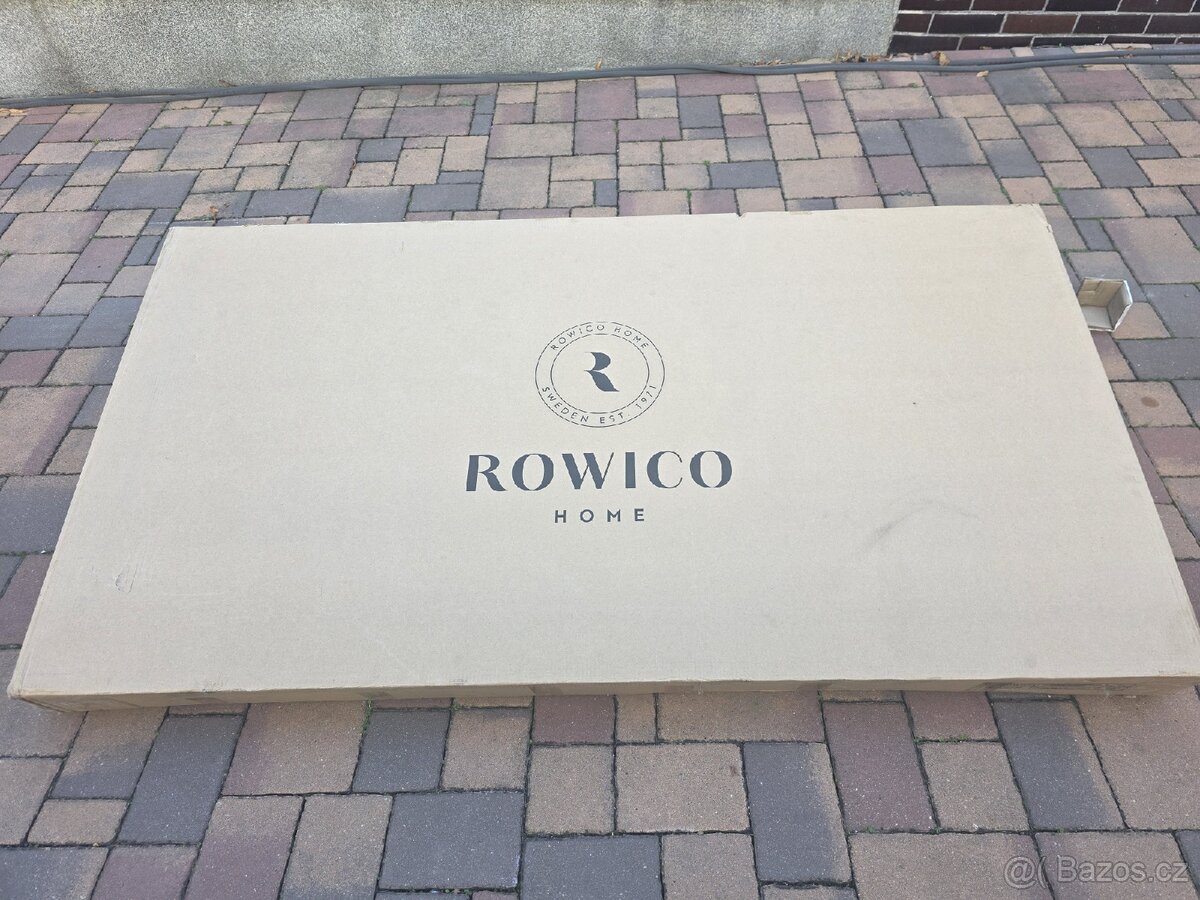 ROWICO HOME
R
SWEDEN EST. 1971
ROWICO
HOME
@( Bazos.cz